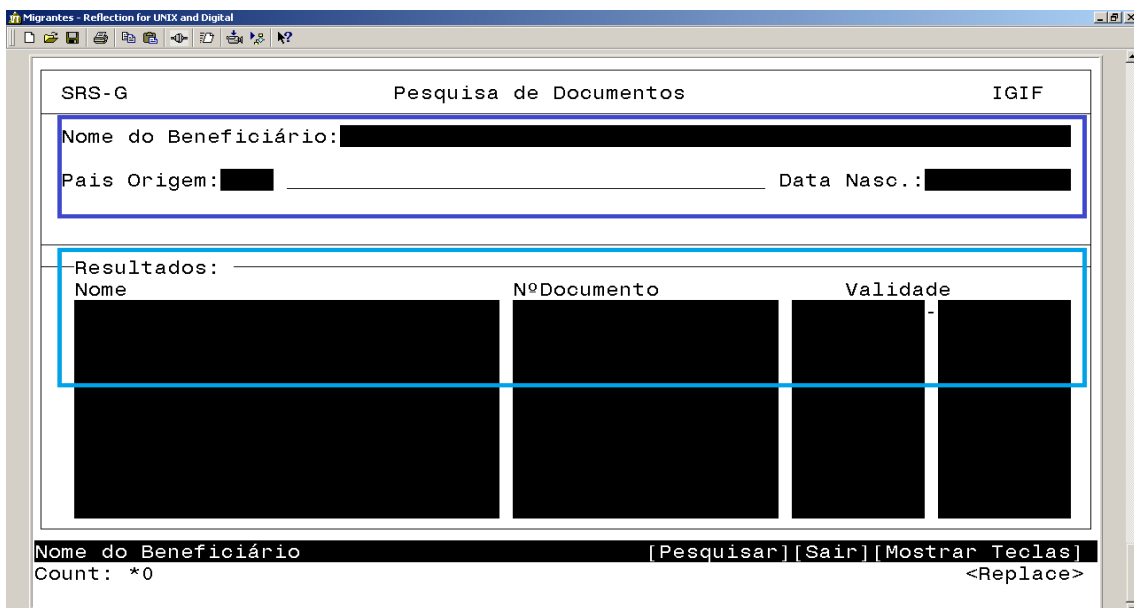 Migrantes - Reflection for UNIX and Digital
SRS-G Pesquisa de Documentos IGIF
Nome do Beneficiário:
Pais Origem: Data Nasc.:
Resultados:
Nome NºDocumento Validade
-
Nome do Beneficiário [Pesquisar][Sair][Mostrar Teclas]
Count: *0 <Replace>